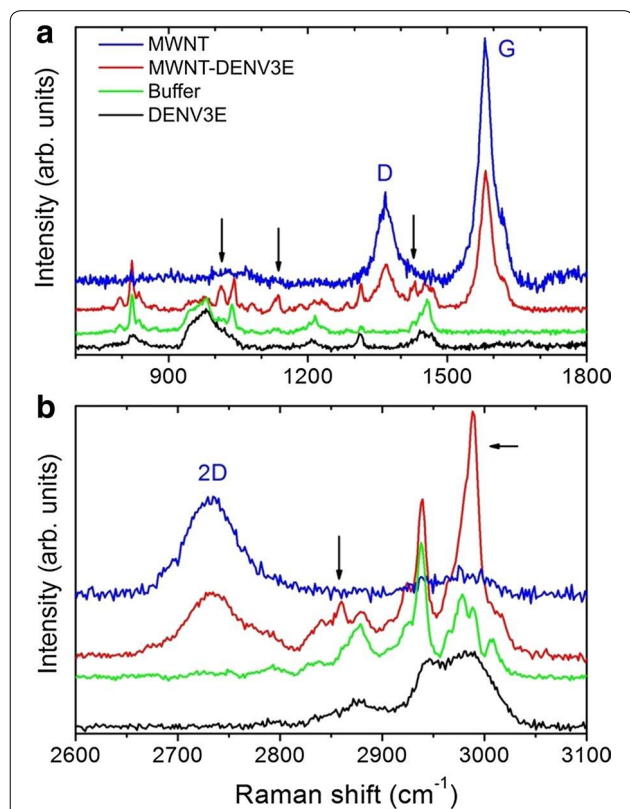 a
MWNT
MWNT-DENV3E
Buffer
DENV3E
G
D
Intensity (arb. units)
900 1200 1500 1800
b
2D
Intensity (arb. units)
2600 2700 2800 2900 3000 3100
Raman shift (cm⁻¹)